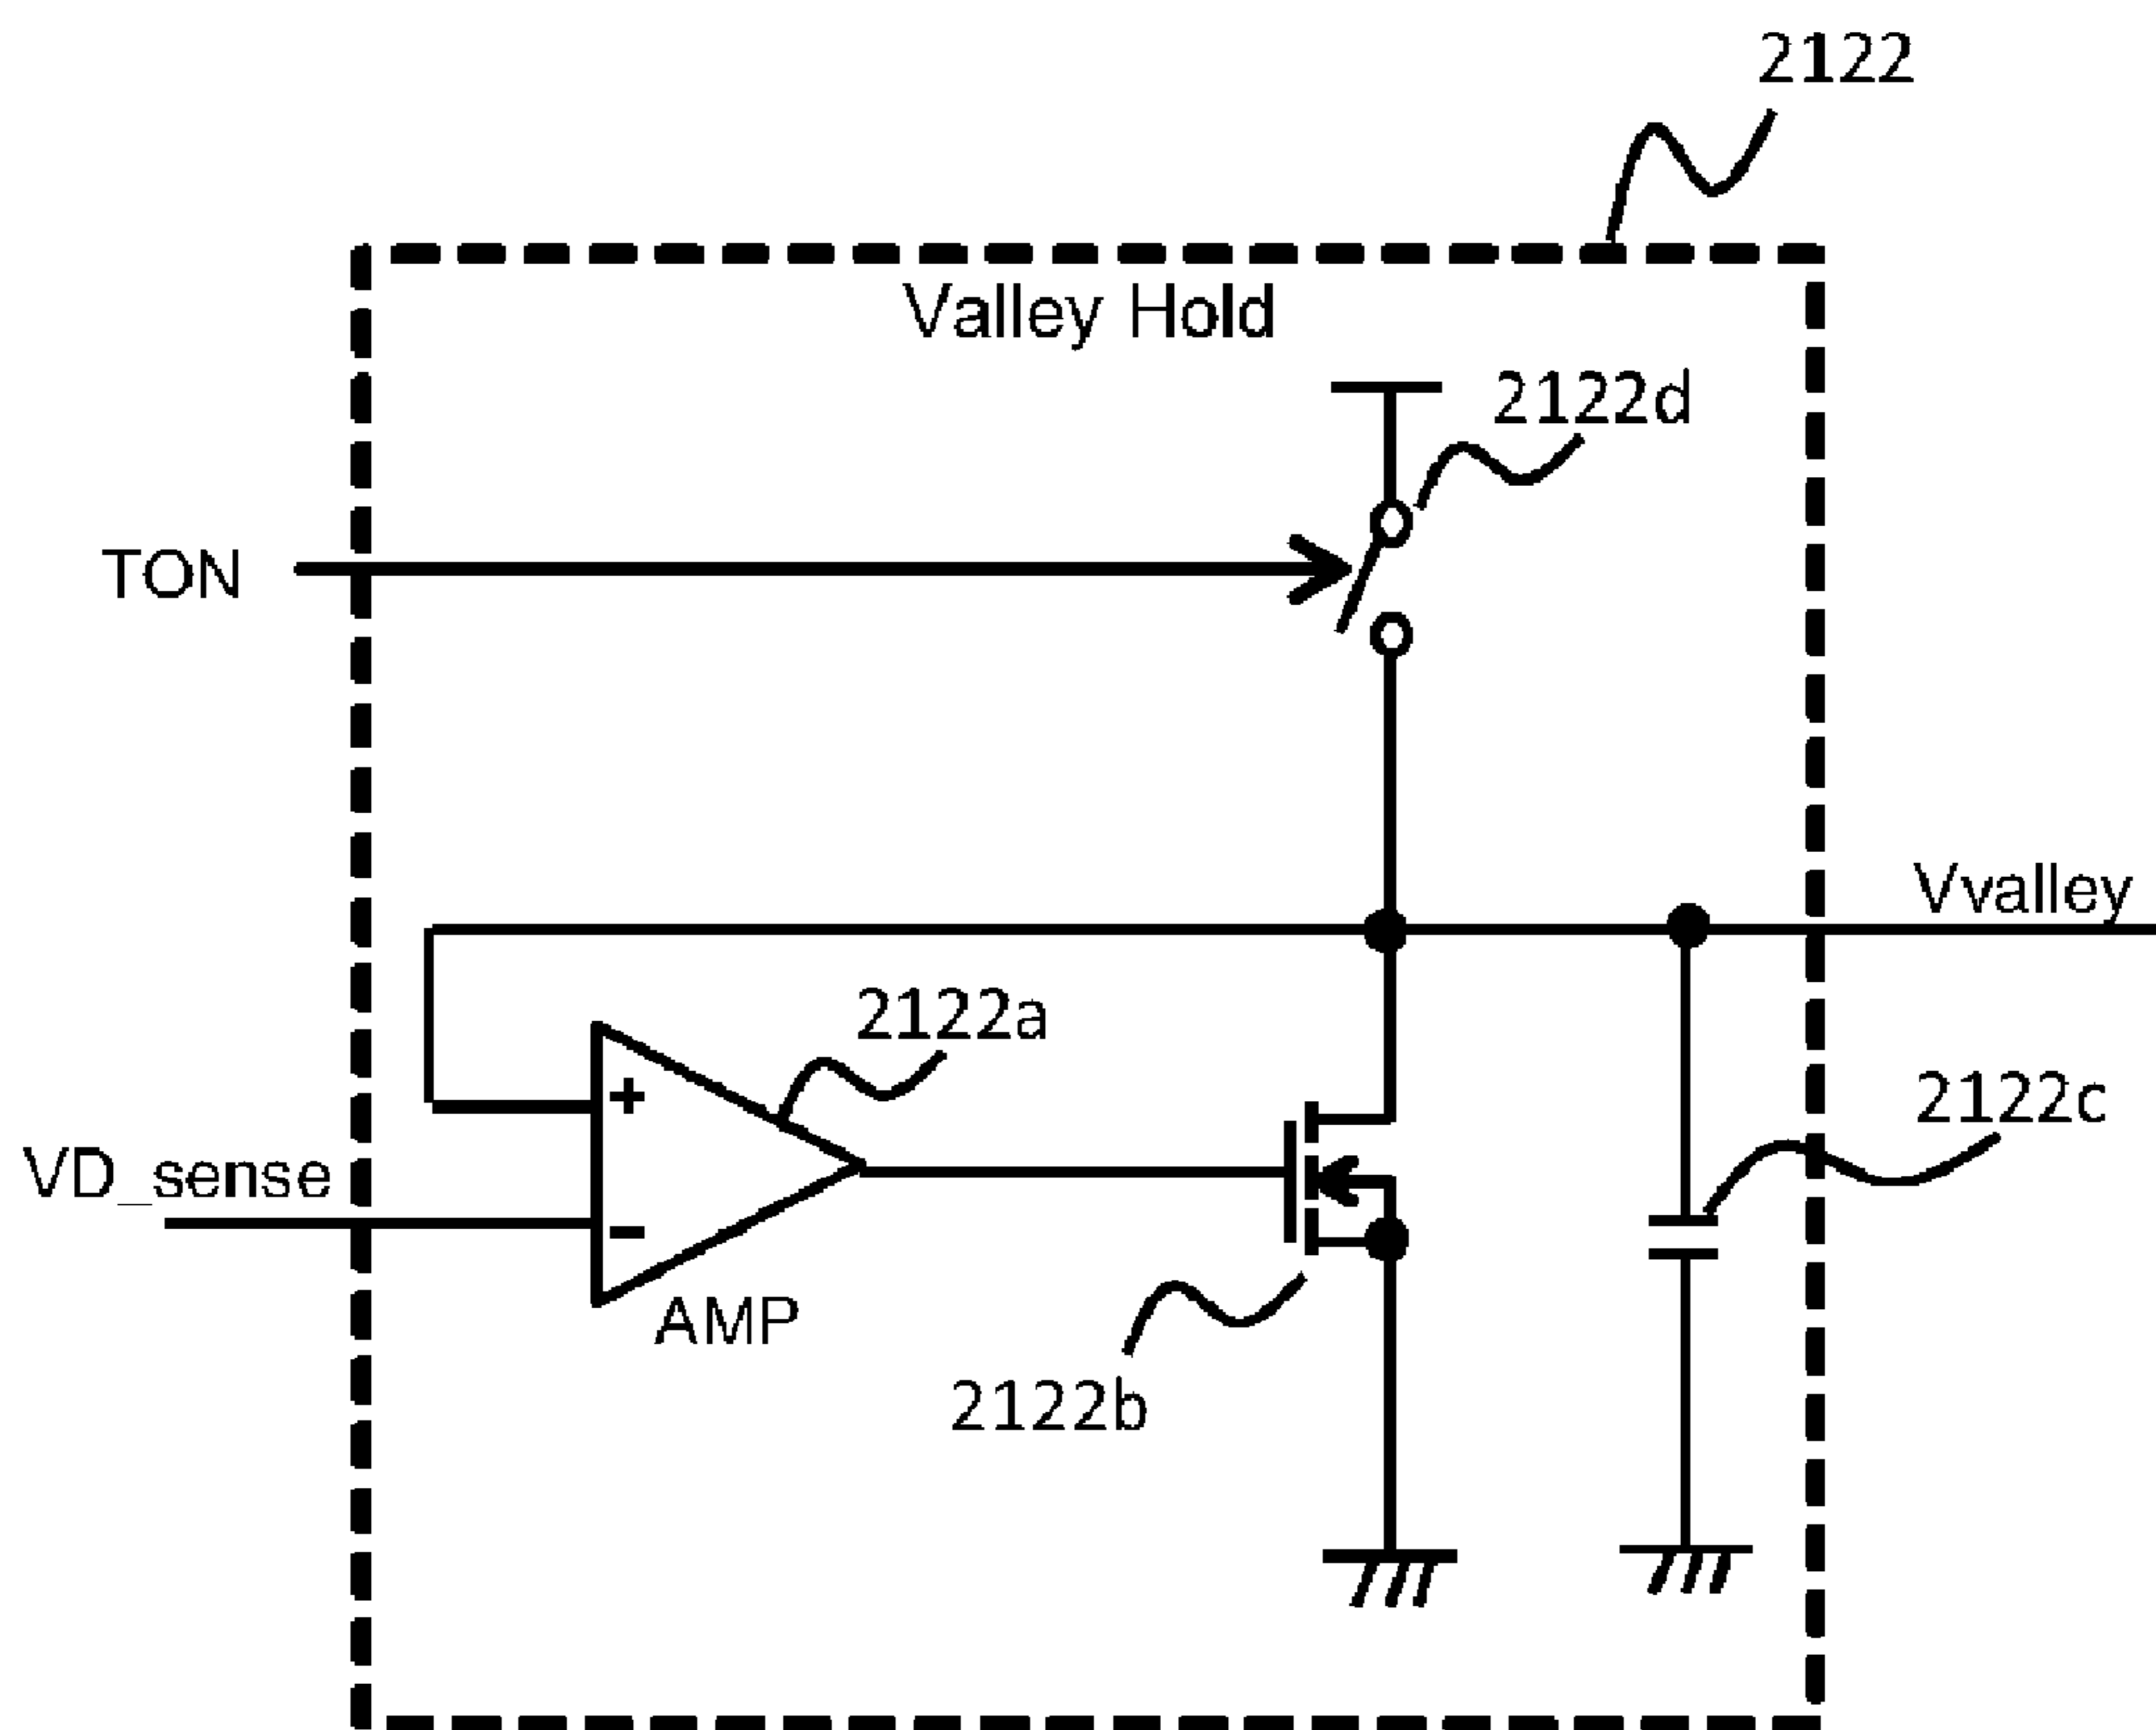 2122
Valley Hold
2122d
TON
Vvalley
2122a
+
2122c
VD_sense
-
AMP
2122b